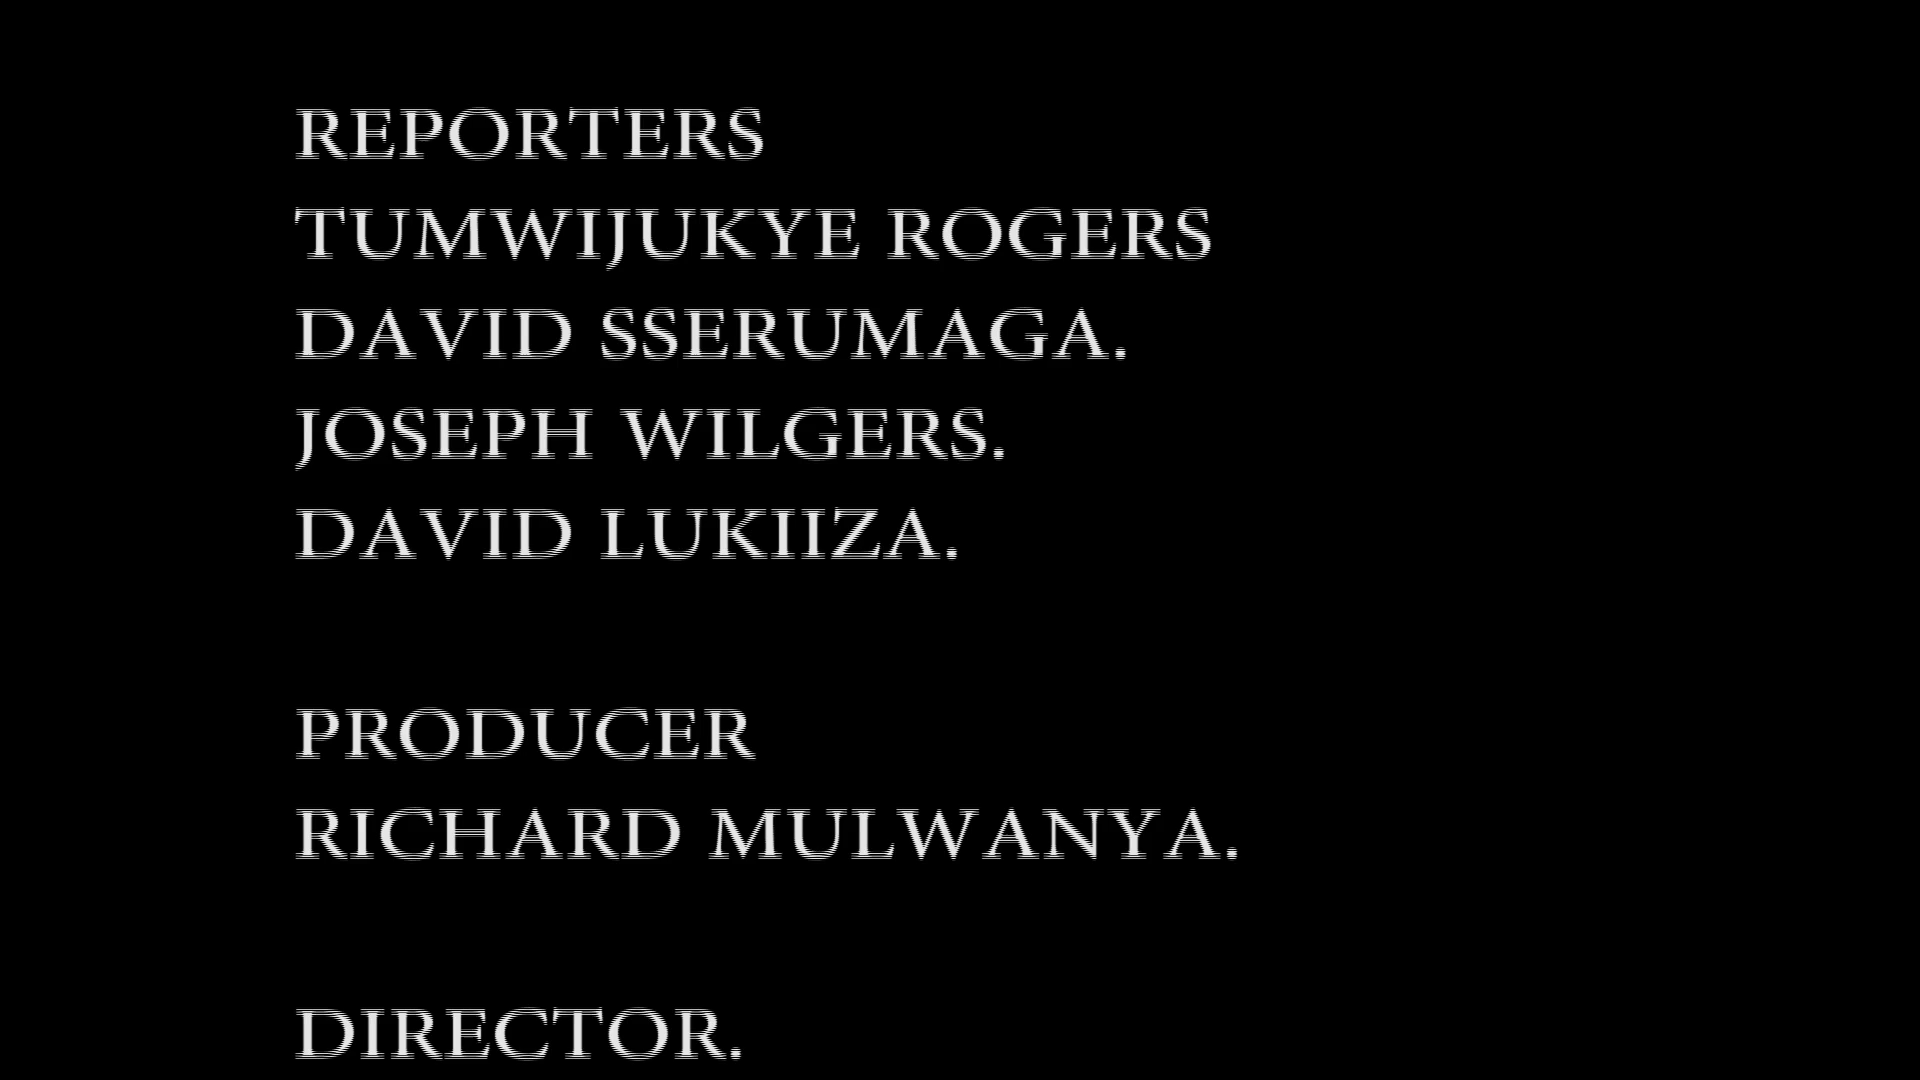 REPORTERS
TUMWIJUKYE ROGERS
DAVID SSERUMAGA.
JOSEPH WILGERS.
DAVID LUKIIZA.
PRODUCER
RICHARD MULWANYA.
DIRECTOR.